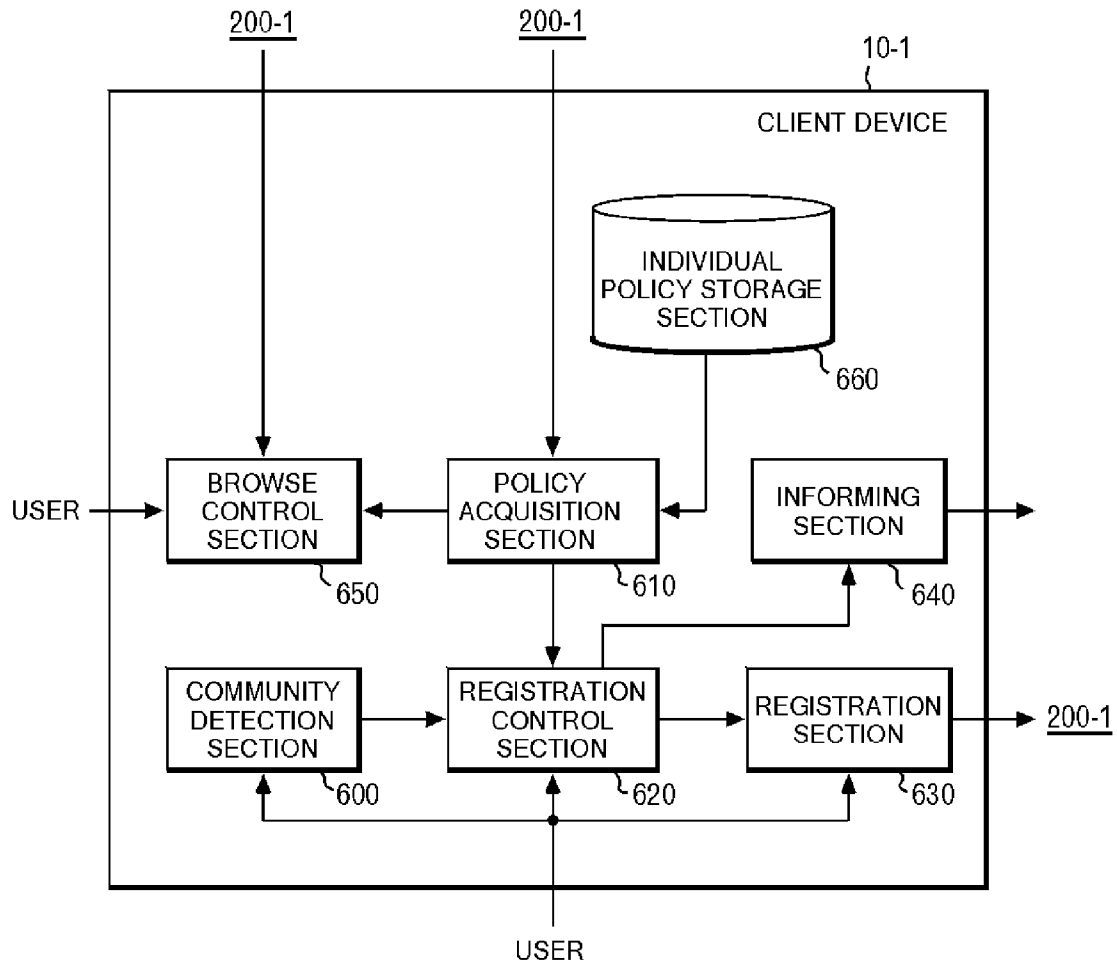 200-1
200-1
10-1
CLIENT DEVICE
INDIVIDUAL
POLICY STORAGE
SECTION
660
USER
BROWSE
CONTROL
SECTION
650
POLICY
ACQUISITION
SECTION
610
INFORMING
SECTION
640
COMMUNITY
DETECTION
SECTION
600
REGISTRATION
CONTROL
SECTION
620
REGISTRATION
SECTION
630
200-1
USER